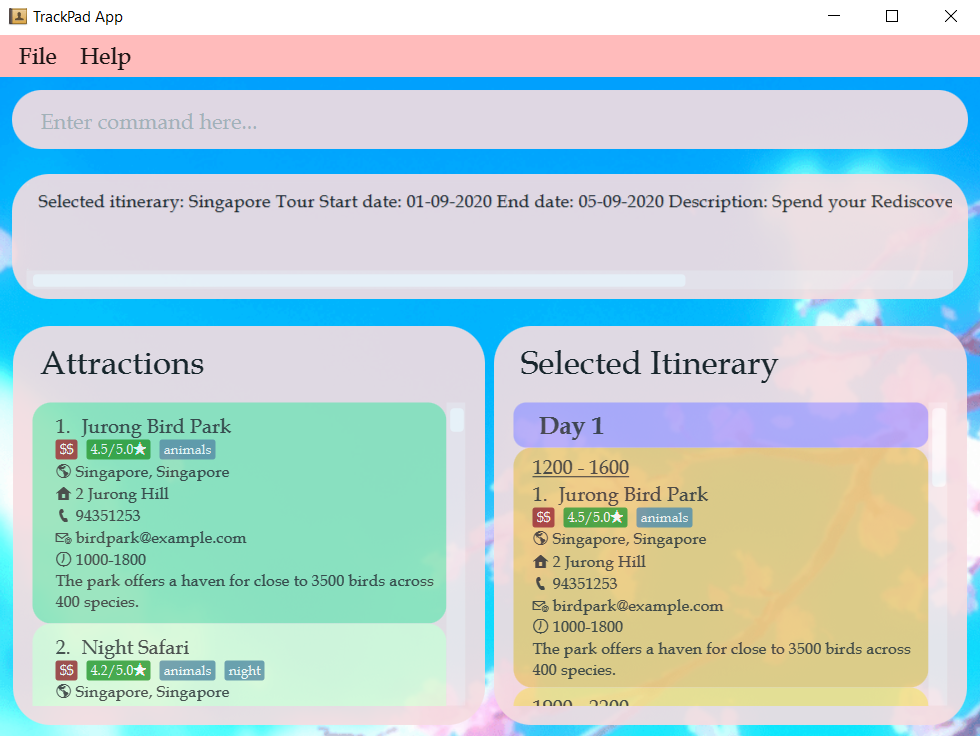 TrackPad App
File Help
Enter command here...
Selected itinerary: Singapore Tour Start date: 01-09-2020 End date: 05-09-2020 Description: Spend your Rediscove
Attractions
1. Jurong Bird Park
$$ 4.5/5.0★ animals
Singapore, Singapore
2 Jurong Hill
94351253
birdpark@example.com
1000-1800
The park offers a haven for close to 3500 birds across
400 species.
2. Night Safari
$$ 4.2/5.0★ animals night
Singapore, Singapore
Selected Itinerary
Day 1
1200 - 1600
1. Jurong Bird Park
$$ 4.5/5.0★ animals
Singapore, Singapore
2 Jurong Hill
94351253
birdpark@example.com
1000-1800
The park offers a haven for close to 3500 birds across
400 species.
1900 - 2200